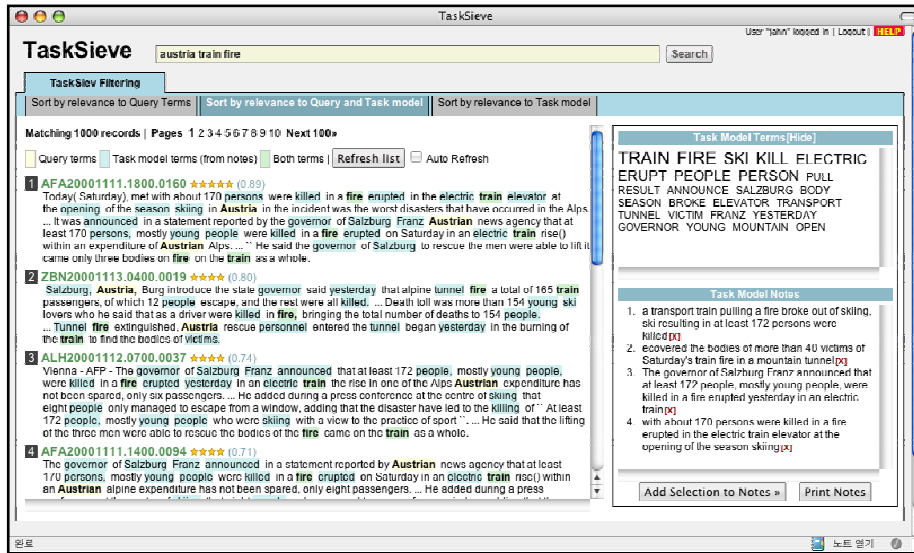 TaskSieve
User "jahn" logged in | Logout | HELP
TaskSieve
austria train fire
Search
TaskSiev Filtering
Sort by relevance to Query Terms
Sort by relevance to Query and Task model
Sort by relevance to Task model
Matching 1000 records | Pages 1 2 3 4 5 6 7 8 9 10 Next 100»
Query terms Task model terms (from notes) Both terms | Refresh list Auto Refresh
1 AFA20001111.1800.0160 ★★★★★ (0.89)
Today( Saturday), met with about 170 persons were killed in a fire erupted in the electric train elevator at
the opening of the season skiing in Austria in the incident was the worst disasters that have occurred in the Alps.
... It was announced in a statement reported by the governor of Salzburg Franz Austrian news agency that at
least 170 persons, mostly young people were killed in a fire erupted on Saturday in an electric train rise()
within an expenditure of Austrian Alps. ... `` He said the governor of Salzburg to rescue the men were able to lift it
came only three bodies on fire on the train as a whole.
2 ZBN20001113.0400.0019 ★★★★ (0.80)
Salzburg, Austria, Burg introduce the state governor said yesterday that alpine tunnel fire a total of 165 train
passengers, of which 12 people escape, and the rest were all killed. ... Death toll was more than 154 young ski
lovers who he said that as a driver were killed in fire, bringing the total number of deaths to 154 people.
... Tunnel fire extinguished, Austria rescue personnel entered the tunnel began yesterday in the burning of
the train to find the bodies of victims.
3 ALH20001112.0700.0037 ★★★★ (0.74)
Vienna - AFP - The governor of Salzburg Franz announced that at least 172 people, mostly young people,
were killed in a fire erupted yesterday in an electric train the rise in one of the Alps Austrian expenditure has
not been spared, only six passengers. ... He added during a press conference at the centre of skiing that
eight people only managed to escape from a window, adding that the disaster have led to the killing of `` At least
172 people, mostly young people who were skiing with a view to the practice of sport ``. ... He said that the lifting
of the three men were able to rescue the bodies of the fire came on the train as a whole.
4 AFA20001111.1400.0094 ★★★★ (0.71)
The governor of Salzburg Franz announced in a statement reported by Austrian news agency that at least
170 persons, mostly young people were killed in a fire erupted on Saturday in an electric train rise() within
an Austrian alpine expenditure has not been spared, only eight passengers. ... He added during a press
Task Model Terms[Hide]
TRAIN FIRE SKI KILL ELECTRIC
ERUPT PEOPLE PERSON PULL
RESULT ANNOUNCE SALZBURG BODY
SEASON BROKE ELEVATOR TRANSPORT
TUNNEL VICTIM FRANZ YESTERDAY
GOVERNOR YOUNG MOUNTAIN OPEN
Task Model Notes
1. a transport train pulling a fire broke out of skiing,
ski resulting in at least 172 persons were
killed[X]
2. ecovered the bodies of more than 40 victims of
Saturday's train fire in a mountain tunnel[X]
3. The governor of Salzburg Franz announced that
at least 172 people, mostly young people, were
killed in a fire erupted yesterday in an electric
train[X]
4. with about 170 persons were killed in a fire
erupted in the electric train elevator at the
opening of the season skiing[X]
Add Selection to Notes » Print Notes
완료
노트 열기